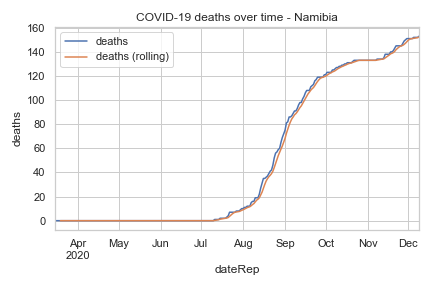 COVID-19 deaths over time - Namibia
deaths
deaths (rolling)
160
140
120
100
80
60
40
20
0
deaths
Apr May Jun Jul Aug Sep Oct Nov Dec
2020
dateRep